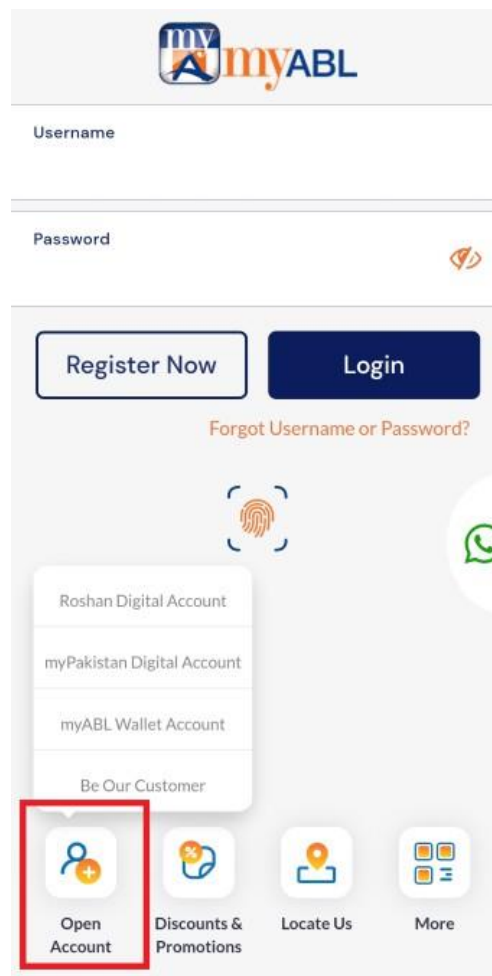 my myABL
Username
Password
Register Now
Login
Forgot Username or Password?
Roshan Digital Account
myPakistan Digital Account
myABL Wallet Account
Be Our Customer
Open
Account
Discounts &
Promotions
Locate Us
More